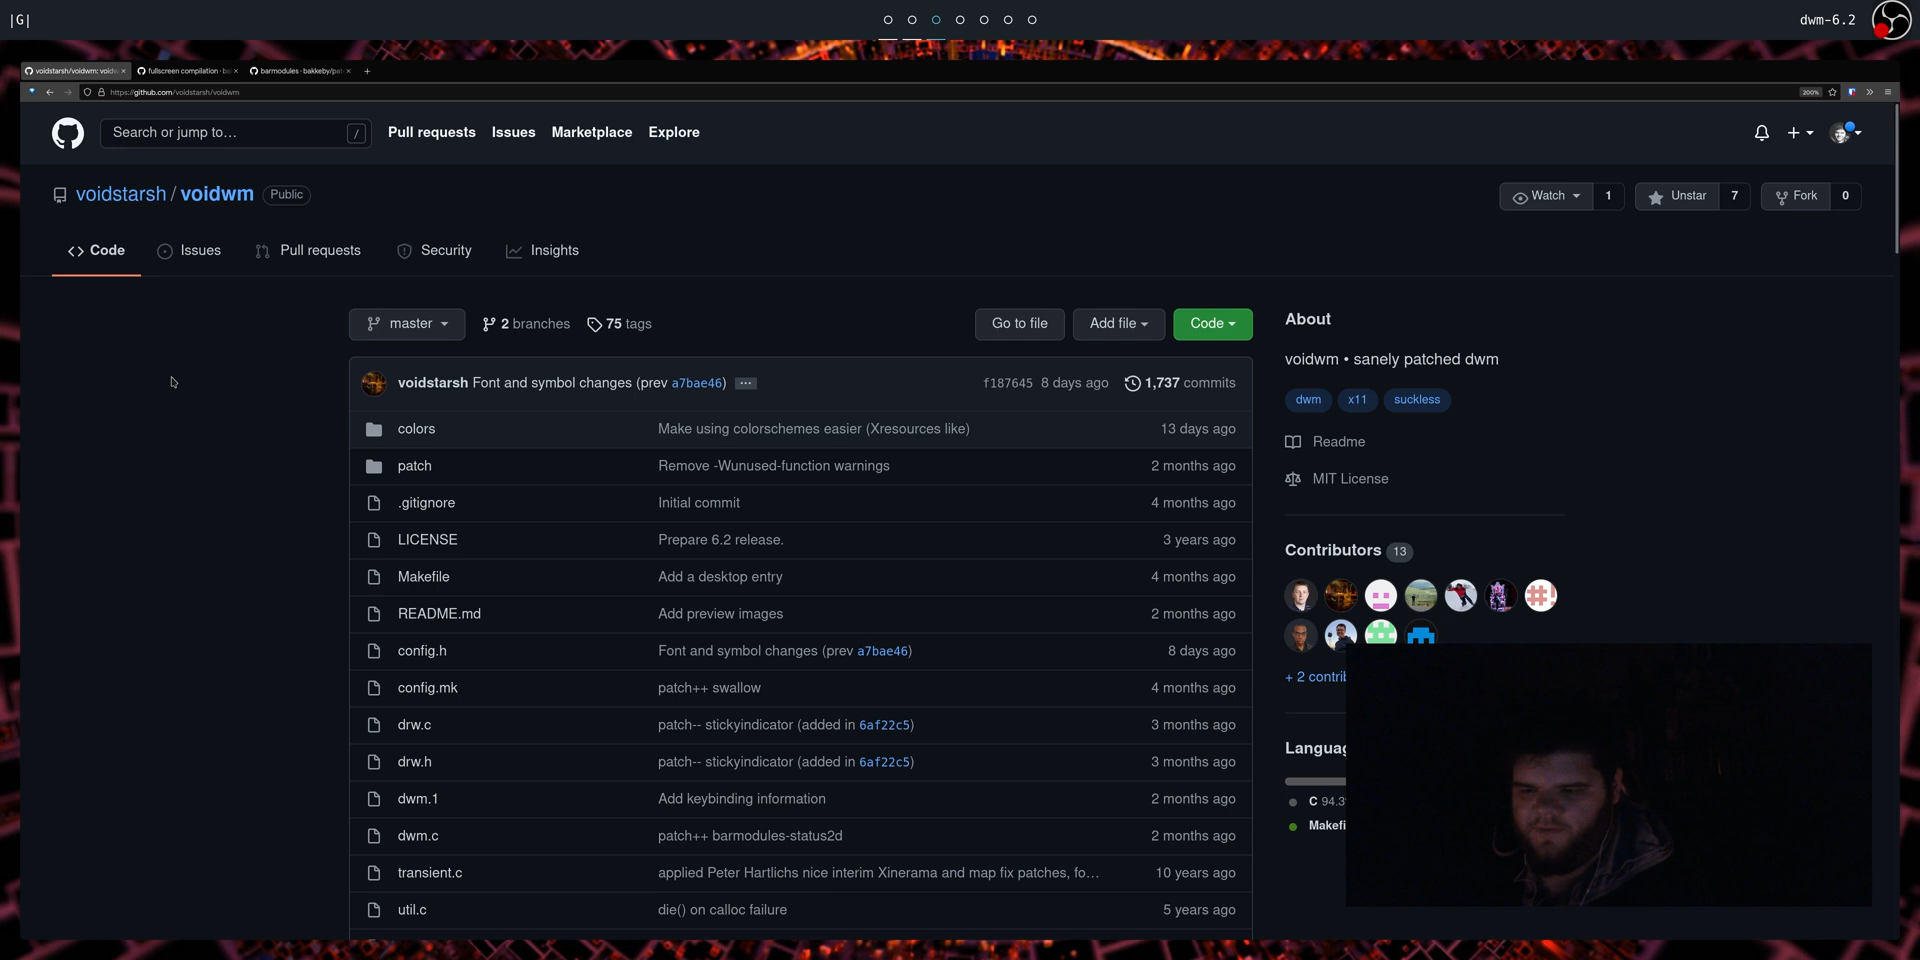 |G|
dwm-6.2
voidstarsh/voidwm: voidw
fullscreen compilation · ba
barmodules · bakkeby/pa
https://github.com/voidstarsh/voidwm
200%
Search or jump to…
/
Pull requests
Issues
Marketplace
Explore
voidstarsh / voidwm
Public
Watch
1
Unstar
7
Fork
0
Code
Issues
Pull requests
Security
Insights
master
2 branches
75 tags
Go to file
Add file
Code
voidstarsh Font and symbol changes (prev a7bae46) ...
f187645 8 days ago
1,737 commits
colors
Make using colorschemes easier (Xresources like)
13 days ago
patch
Remove -Wunused-function warnings
2 months ago
.gitignore
Initial commit
4 months ago
LICENSE
Prepare 6.2 release.
3 years ago
Makefile
Add a desktop entry
4 months ago
README.md
Add preview images
2 months ago
config.h
Font and symbol changes (prev a7bae46)
8 days ago
config.mk
patch++ swallow
4 months ago
drw.c
patch-- stickyindicator (added in 6af22c5)
3 months ago
drw.h
patch-- stickyindicator (added in 6af22c5)
3 months ago
dwm.1
Add keybinding information
2 months ago
dwm.c
patch++ barmodules-status2d
2 months ago
transient.c
applied Peter Hartlichs nice interim Xinerama and map fix patches, fo…
10 years ago
util.c
die() on calloc failure
5 years ago
About
voidwm • sanely patched dwm
dwm
x11
suckless
Readme
MIT License
Contributors 13
+ 2 contrib
Languag
C 94.3
Makefi